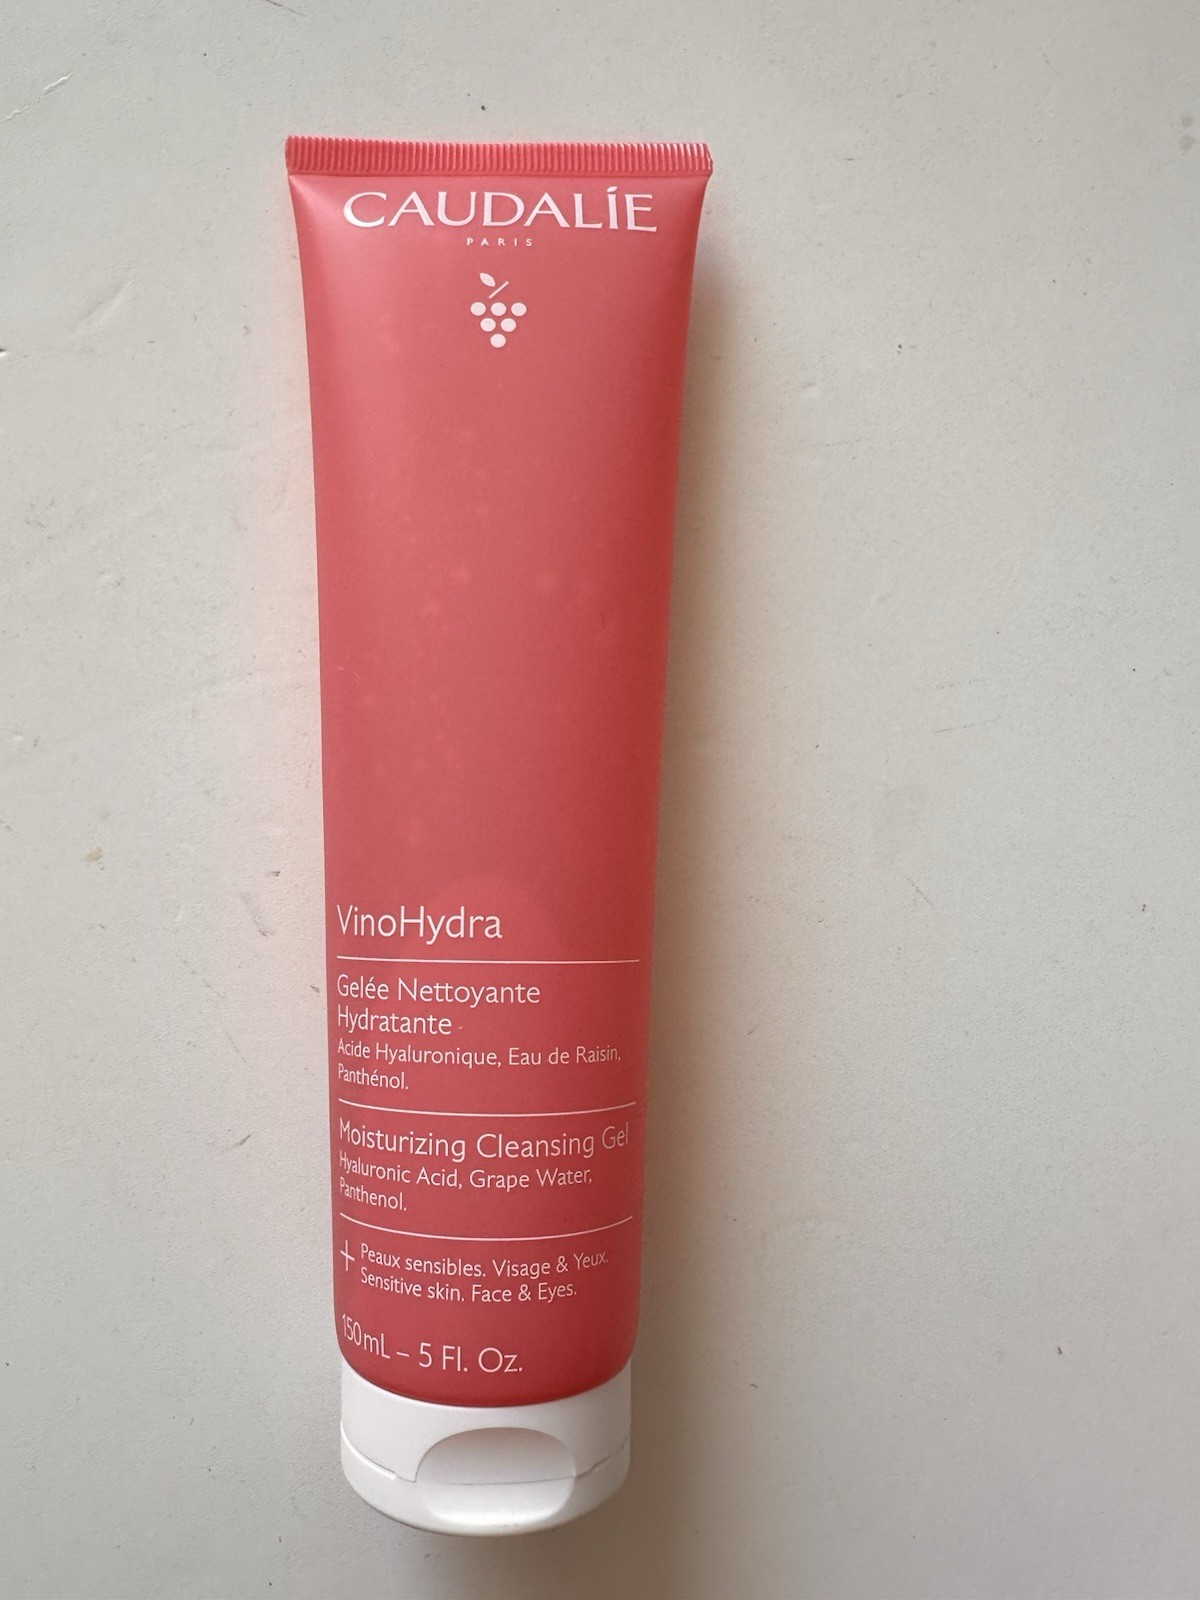 CAUDALÍE
PARIS
VinoHydra
Gelée Nettoyante
Hydratante
Acide Hyaluronique, Eau de Raisin,
Panthénol.
Moisturizing Cleansing Gel
Hyaluronic Acid, Grape Water,
Panthenol.
+ Peaux sensibles. Visage & Yeux.
Sensitive skin. Face & Eyes.
150mL – 5 Fl. Oz.